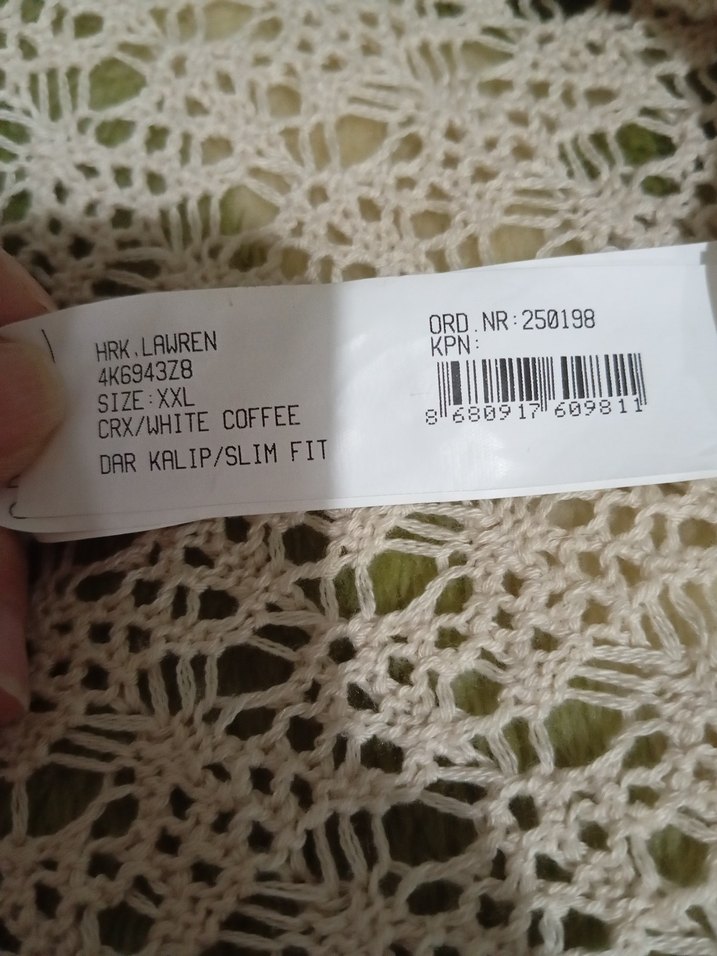 HRK.LAWREN
4K6943Z8
SIZE:XXL
CRX/WHITE COFFEE
DAR KALIP/SLIM FIT
ORD.NR:250198
KPN:
8 680917 609811